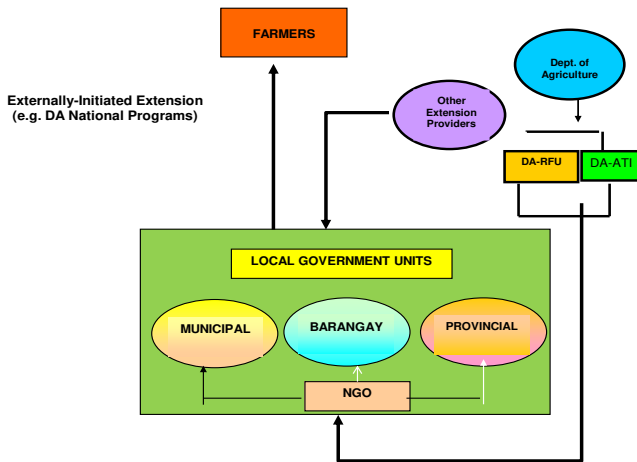 FARMERS
Dept. of
Agriculture
Externally-Initiated Extension
(e.g. DA National Programs)
Other
Extension
Providers
DA-RFU
DA-ATI
LOCAL GOVERNMENT UNITS
MUNICIPAL
BARANGAY
PROVINCIAL
NGO